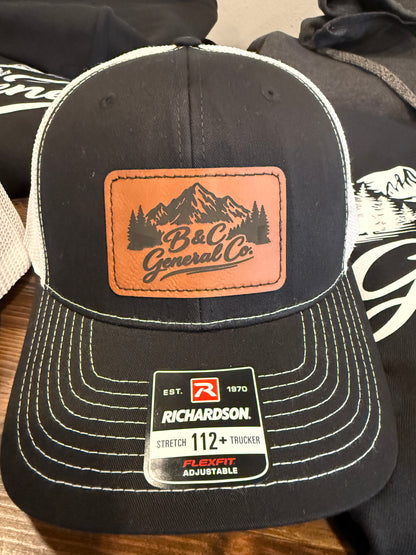 B&C
General Co.
EST. R 1970
RICHARDSON.
STRETCH 112+ TRUCKER
FLEXFIT
ADJUSTABLE